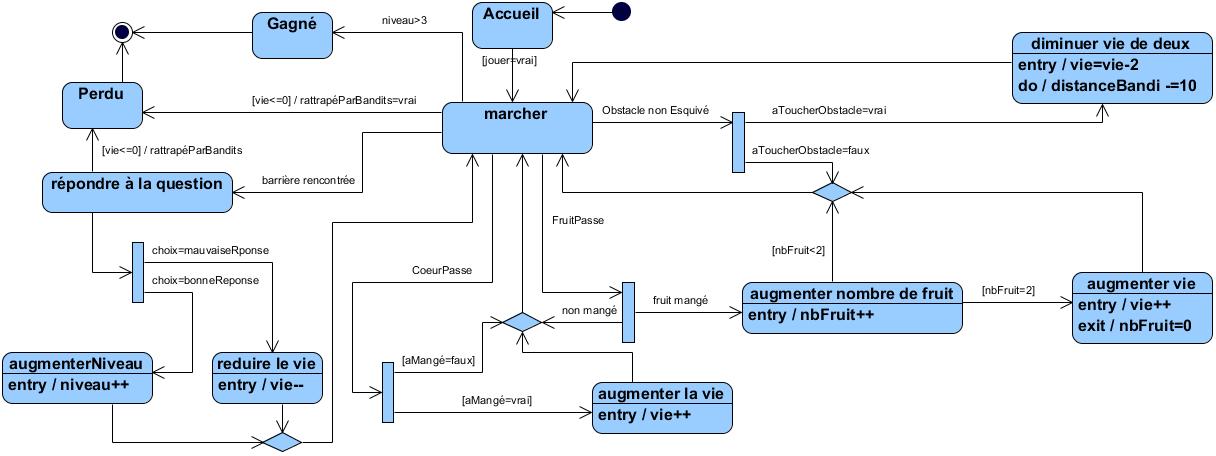 Gagné
niveau>3
Accueil
[jouer=vrai]
diminuer vie de deux
entry / vie=vie-2
do / distanceBandi -=10
Perdu
[vie<=0] / rattrapéParBandits=vrai
marcher
Obstacle non Esquivé
aToucherObstacle=vrai
[vie<=0] / rattrapéParBandits
aToucherObstacle=faux
répondre à la question
barrière rencontrée
FruitPasse
choix=mauvaiseRponse
choix=bonneReponse
CoeurPasse
[nbFruit<2]
augmenter nombre de fruit
entry / nbFruit++
[nbFruit=2]
augmenter vie
entry / vie++
exit / nbFruit=0
non mangé
fruit mangé
augmenterNiveau
entry / niveau++
reduire le vie
entry / vie--
[aMangé=faux]
[aMangé=vrai]
augmenter la vie
entry / vie++